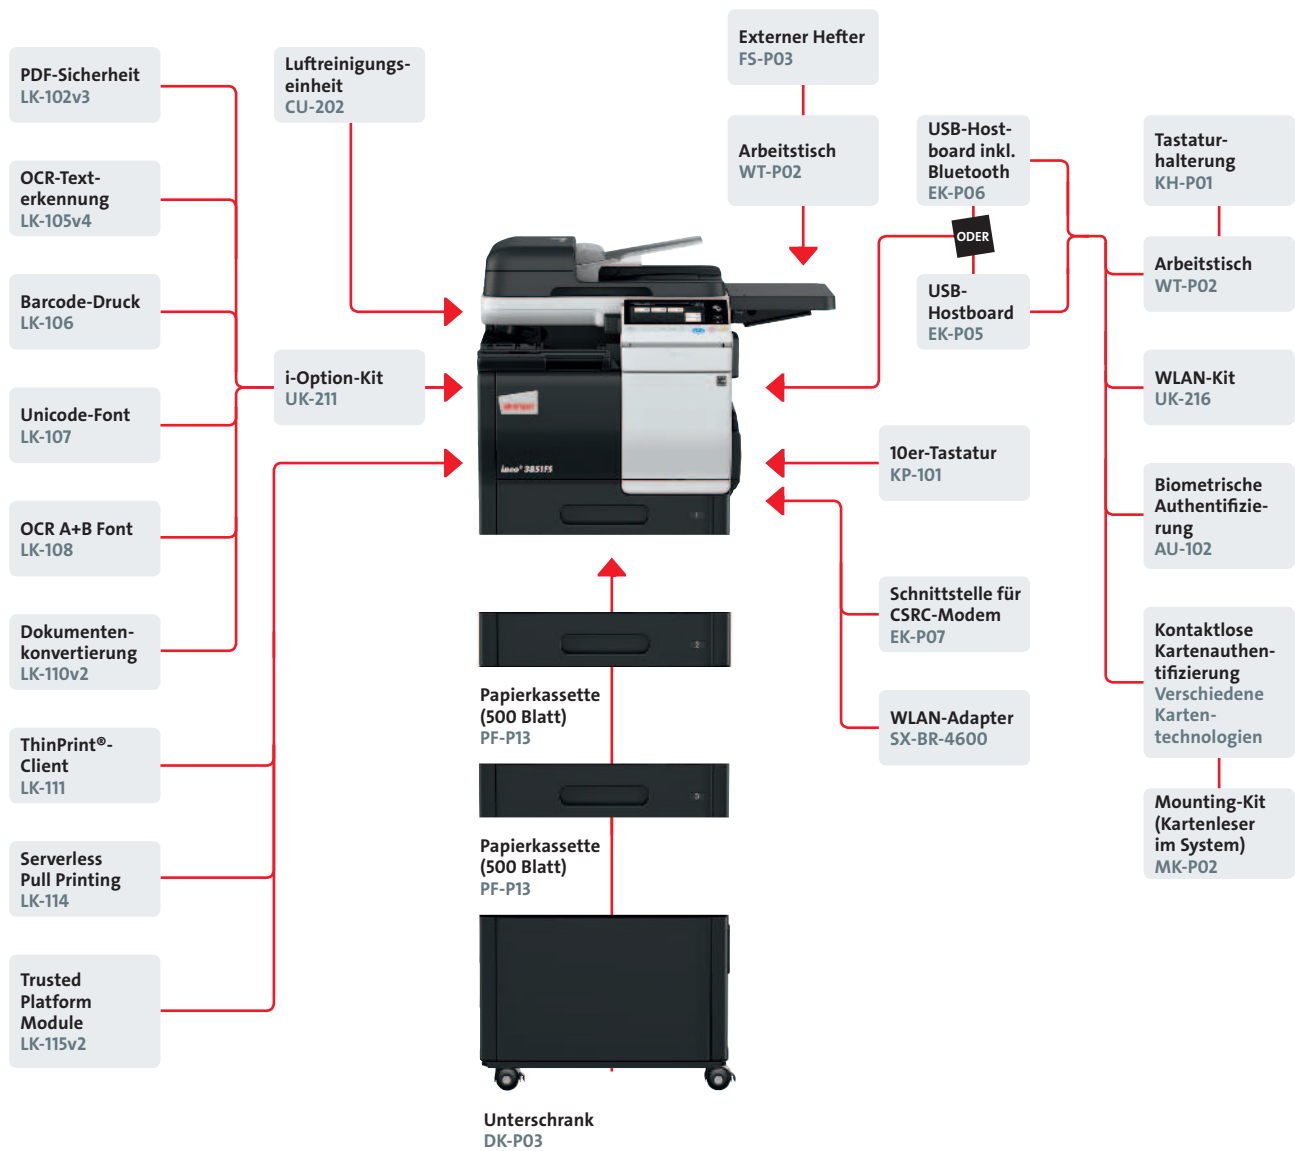 PDF-Sicherheit
LK-102v3
OCR-Text-
erkennung
LK-105v4
Barcode-Druck
LK-106
Unicode-Font
LK-107
OCR A+B Font
LK-108
Dokumenten-
konvertierung
LK-110v2
ThinPrint®-
Client
LK-111
Serverless
Pull Printing
LK-114
Trusted
Platform
Module
LK-115v2
Luftreinigungs-
einheit
CU-202
i-Option-Kit
UK-211
Externer Hefter
FS-P03
Arbeitstisch
WT-P02
ineo+ 3851FS
1
2
Papierkassette
(500 Blatt)
PF-P13
3
Papierkassette
(500 Blatt)
PF-P13
Unterschrank
DK-P03
USB-Host-
board inkl.
Bluetooth
EK-P06
ODER
USB-
Hostboard
EK-P05
10er-Tastatur
KP-101
Schnittstelle für
CSRC-Modem
EK-P07
WLAN-Adapter
SX-BR-4600
Tastatur-
halterung
KH-P01
Arbeitstisch
WT-P02
WLAN-Kit
UK-216
Biometrische
Authentifizie-
rung
AU-102
Kontaktlose
Kartenauthen-
tifizierung
Verschiedene
Karten-
technologien
Mounting-Kit
(Kartenleser
im System)
MK-P02